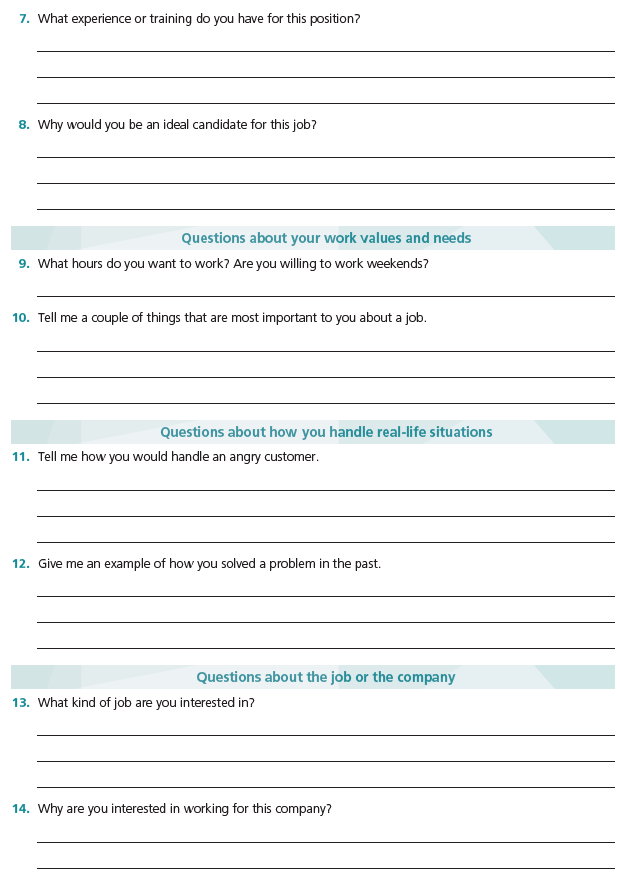 7. What experience or training do you have for this position?
8. Why would you be an ideal candidate for this job?
Questions about your work values and needs
9. What hours do you want to work? Are you willing to work weekends?
10. Tell me a couple of things that are most important to you about a job.
Questions about how you handle real-life situations
11. Tell me how you would handle an angry customer.
12. Give me an example of how you solved a problem in the past.
Questions about the job or the company
13. What kind of job are you interested in?
14. Why are you interested in working for this company?